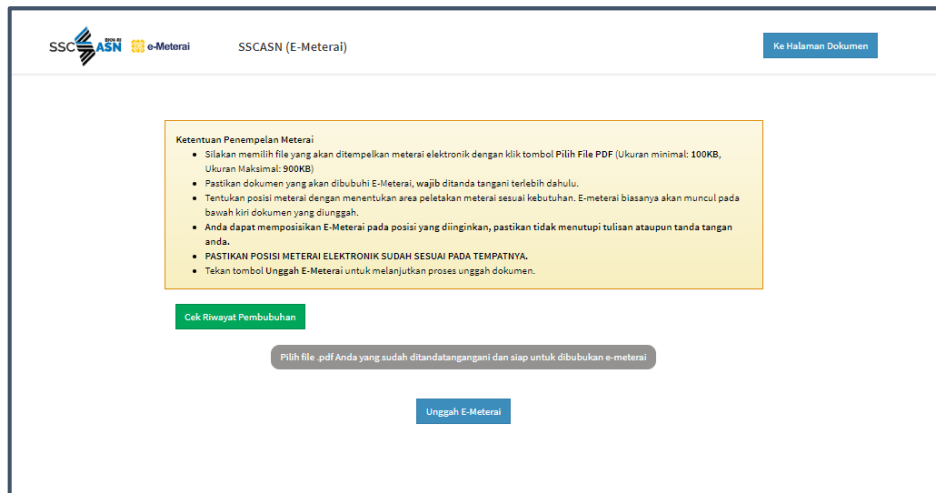 SSCASN BKN-RI e-Meterai SSCASN (E-Meterai) Ke Halaman Dokumen
Ketentuan Penempelan Meterai
• Silakan memilih file yang akan ditempelkan meterai elektronik dengan klik tombol Pilih File PDF (Ukuran minimal: 100KB,
Ukuran Maksimal: 900KB)
• Pastikan dokumen yang akan dibubuhi E-Meterai, wajib ditanda tangani terlebih dahulu.
• Tentukan posisi meterai dengan menentukan area peletakan meterai sesuai kebutuhan. E-meterai biasanya akan muncul pada
bawah kiri dokumen yang diunggah.
• Anda dapat memposisikan E-Meterai pada posisi yang diinginkan, pastikan tidak menutupi tulisan ataupun tanda tangan
anda.
• PASTIKAN POSISI METERAI ELEKTRONIK SUDAH SESUAI PADA TEMPATNYA.
• Tekan tombol Unggah E-Meterai untuk melanjutkan proses unggah dokumen.
Cek Riwayat Pembubuhan
Pilih file .pdf Anda yang sudah ditandatangangani dan siap untuk dibubukan e-meterai
Unggah E-Meterai